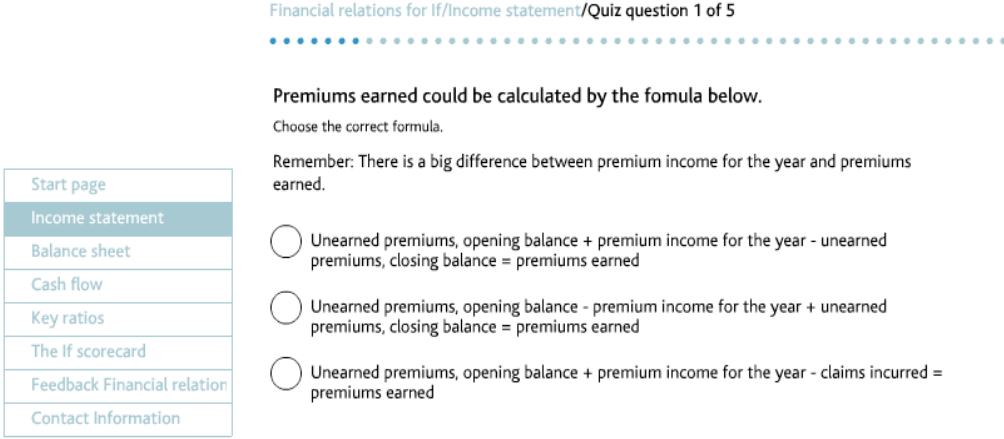 Financial relations for If/Income statement/Quiz question 1 of 5
Premiums earned could be calculated by the fomula below.
Choose the correct formula.
Remember: There is a big difference between premium income for the year and premiums
earned.
Start page
Income statement
Balance sheet
Cash flow
Key ratios
The If scorecard
Feedback Financial relation
Contact Information
Unearned premiums, opening balance + premium income for the year - unearned
premiums, closing balance = premiums earned
Unearned premiums, opening balance - premium income for the year + unearned
premiums, closing balance = premiums earned
Unearned premiums, opening balance + premium income for the year - claims incurred =
premiums earned